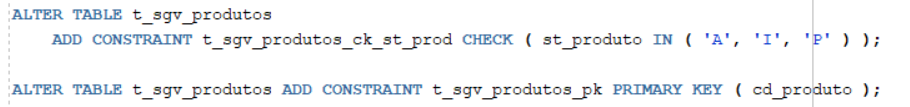 ALTER TABLE t_sgv_produtos
ADD CONSTRAINT t_sgv_produtos_ck_st_prod CHECK ( st_produto IN ( 'A', 'I', 'P' ) );
ALTER TABLE t_sgv_produtos ADD CONSTRAINT t_sgv_produtos_pk PRIMARY KEY ( cd_produto );